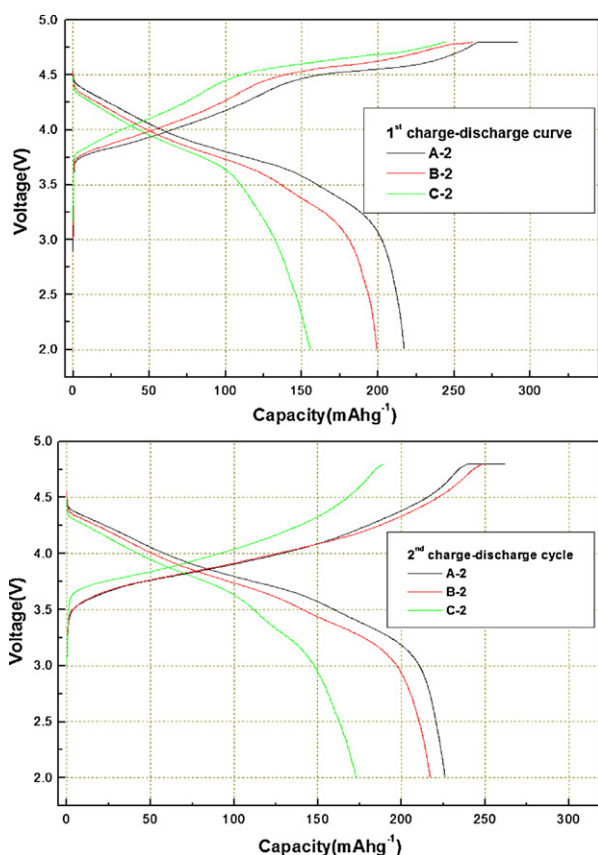 5.0
4.5
4.0
3.5
3.0
2.5
2.0
Voltage(V)
1st charge-discharge curve
A-2
B-2
C-2
0 50 100 150 200 250 300
Capacity(mAhg-1)
5.0
4.5
4.0
3.5
3.0
2.5
2.0
Voltage(V)
2nd charge-discharge cycle
A-2
B-2
C-2
0 50 100 150 200 250 300
Capacity(mAhg-1)